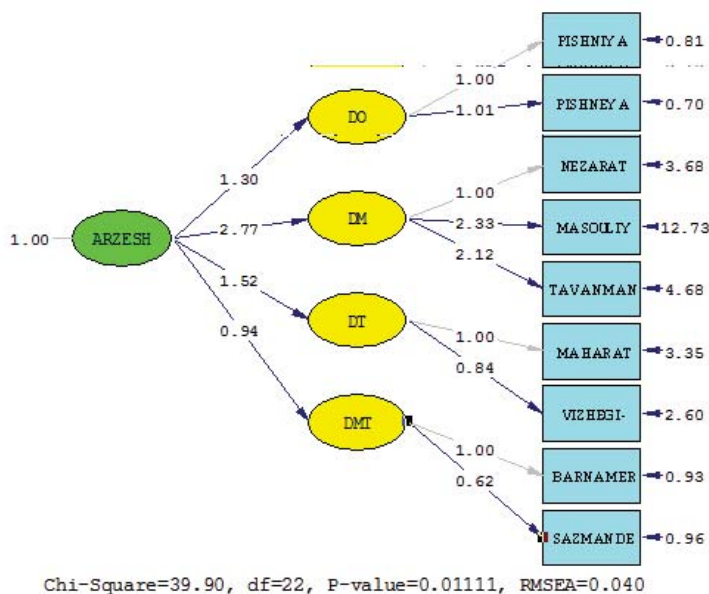 PISHNIYA 0.81
1.00
DO
1.01 PISHNEYA 0.70
1.30
NEZARAT 3.68
1.00
DM
2.77
2.33 MASOULIY 12.73
1.00 ARZESH
2.12
TAVANMAN 4.68
1.52
DT
1.00 MAHARAT 3.35
0.94
0.84
VIZHEGI- 2.60
DMT
1.00 BARNAMER 0.93
0.62
SAZMANDE 0.96
Chi-Square=39.90, df=22, P-value=0.01111, RMSEA=0.040